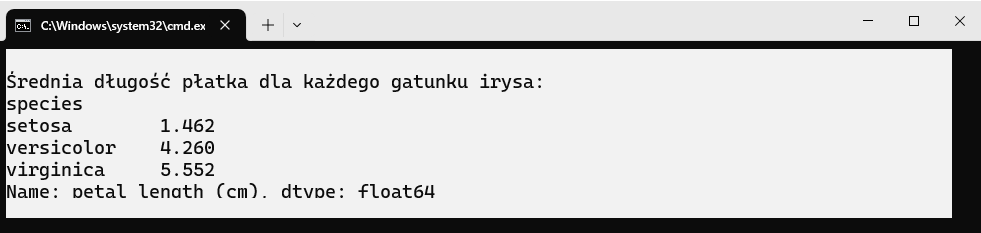 C:\Windows\system32\cmd.ex
Średnia długość płatka dla każdego gatunku irysa:
species
setosa 1.462
versicolor 4.260
virginica 5.552
Name: petal length (cm), dtype: float64